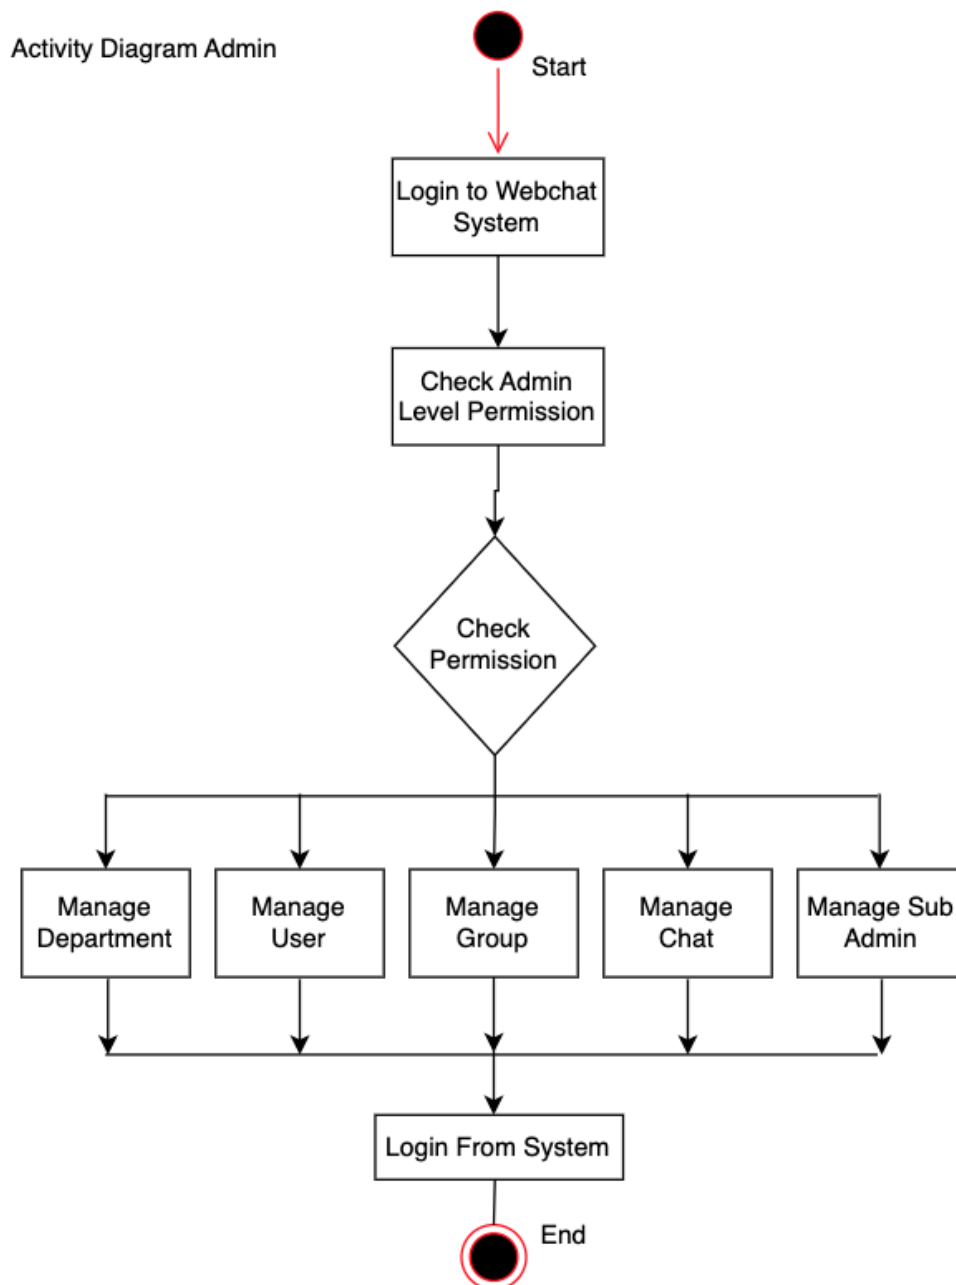 Activity Diagram Admin
Start
Login to Webchat
System
Check Admin
Level Permission
Check
Permission
Manage
Department
Manage
User
Manage
Group
Manage
Chat
Manage Sub
Admin
Login From System
End